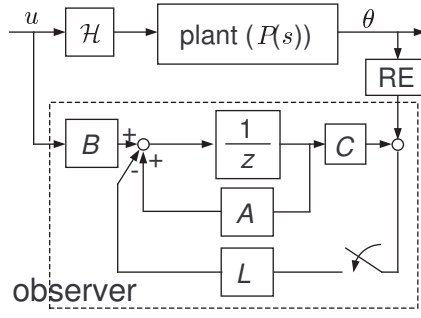 u
ℋ
plant (P(s))
θ
RE
B
+
+
-
1
z
C
A
L
observer